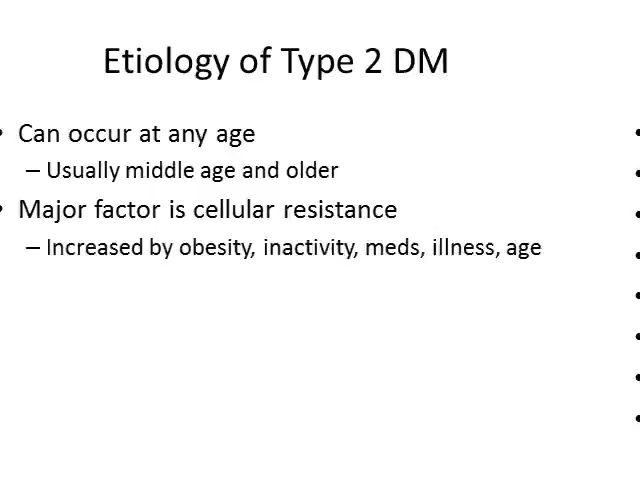 Etiology of Type 2 DM
• Can occur at any age
– Usually middle age and older
• Major factor is cellular resistance
– Increased by obesity, inactivity, meds, illness, age